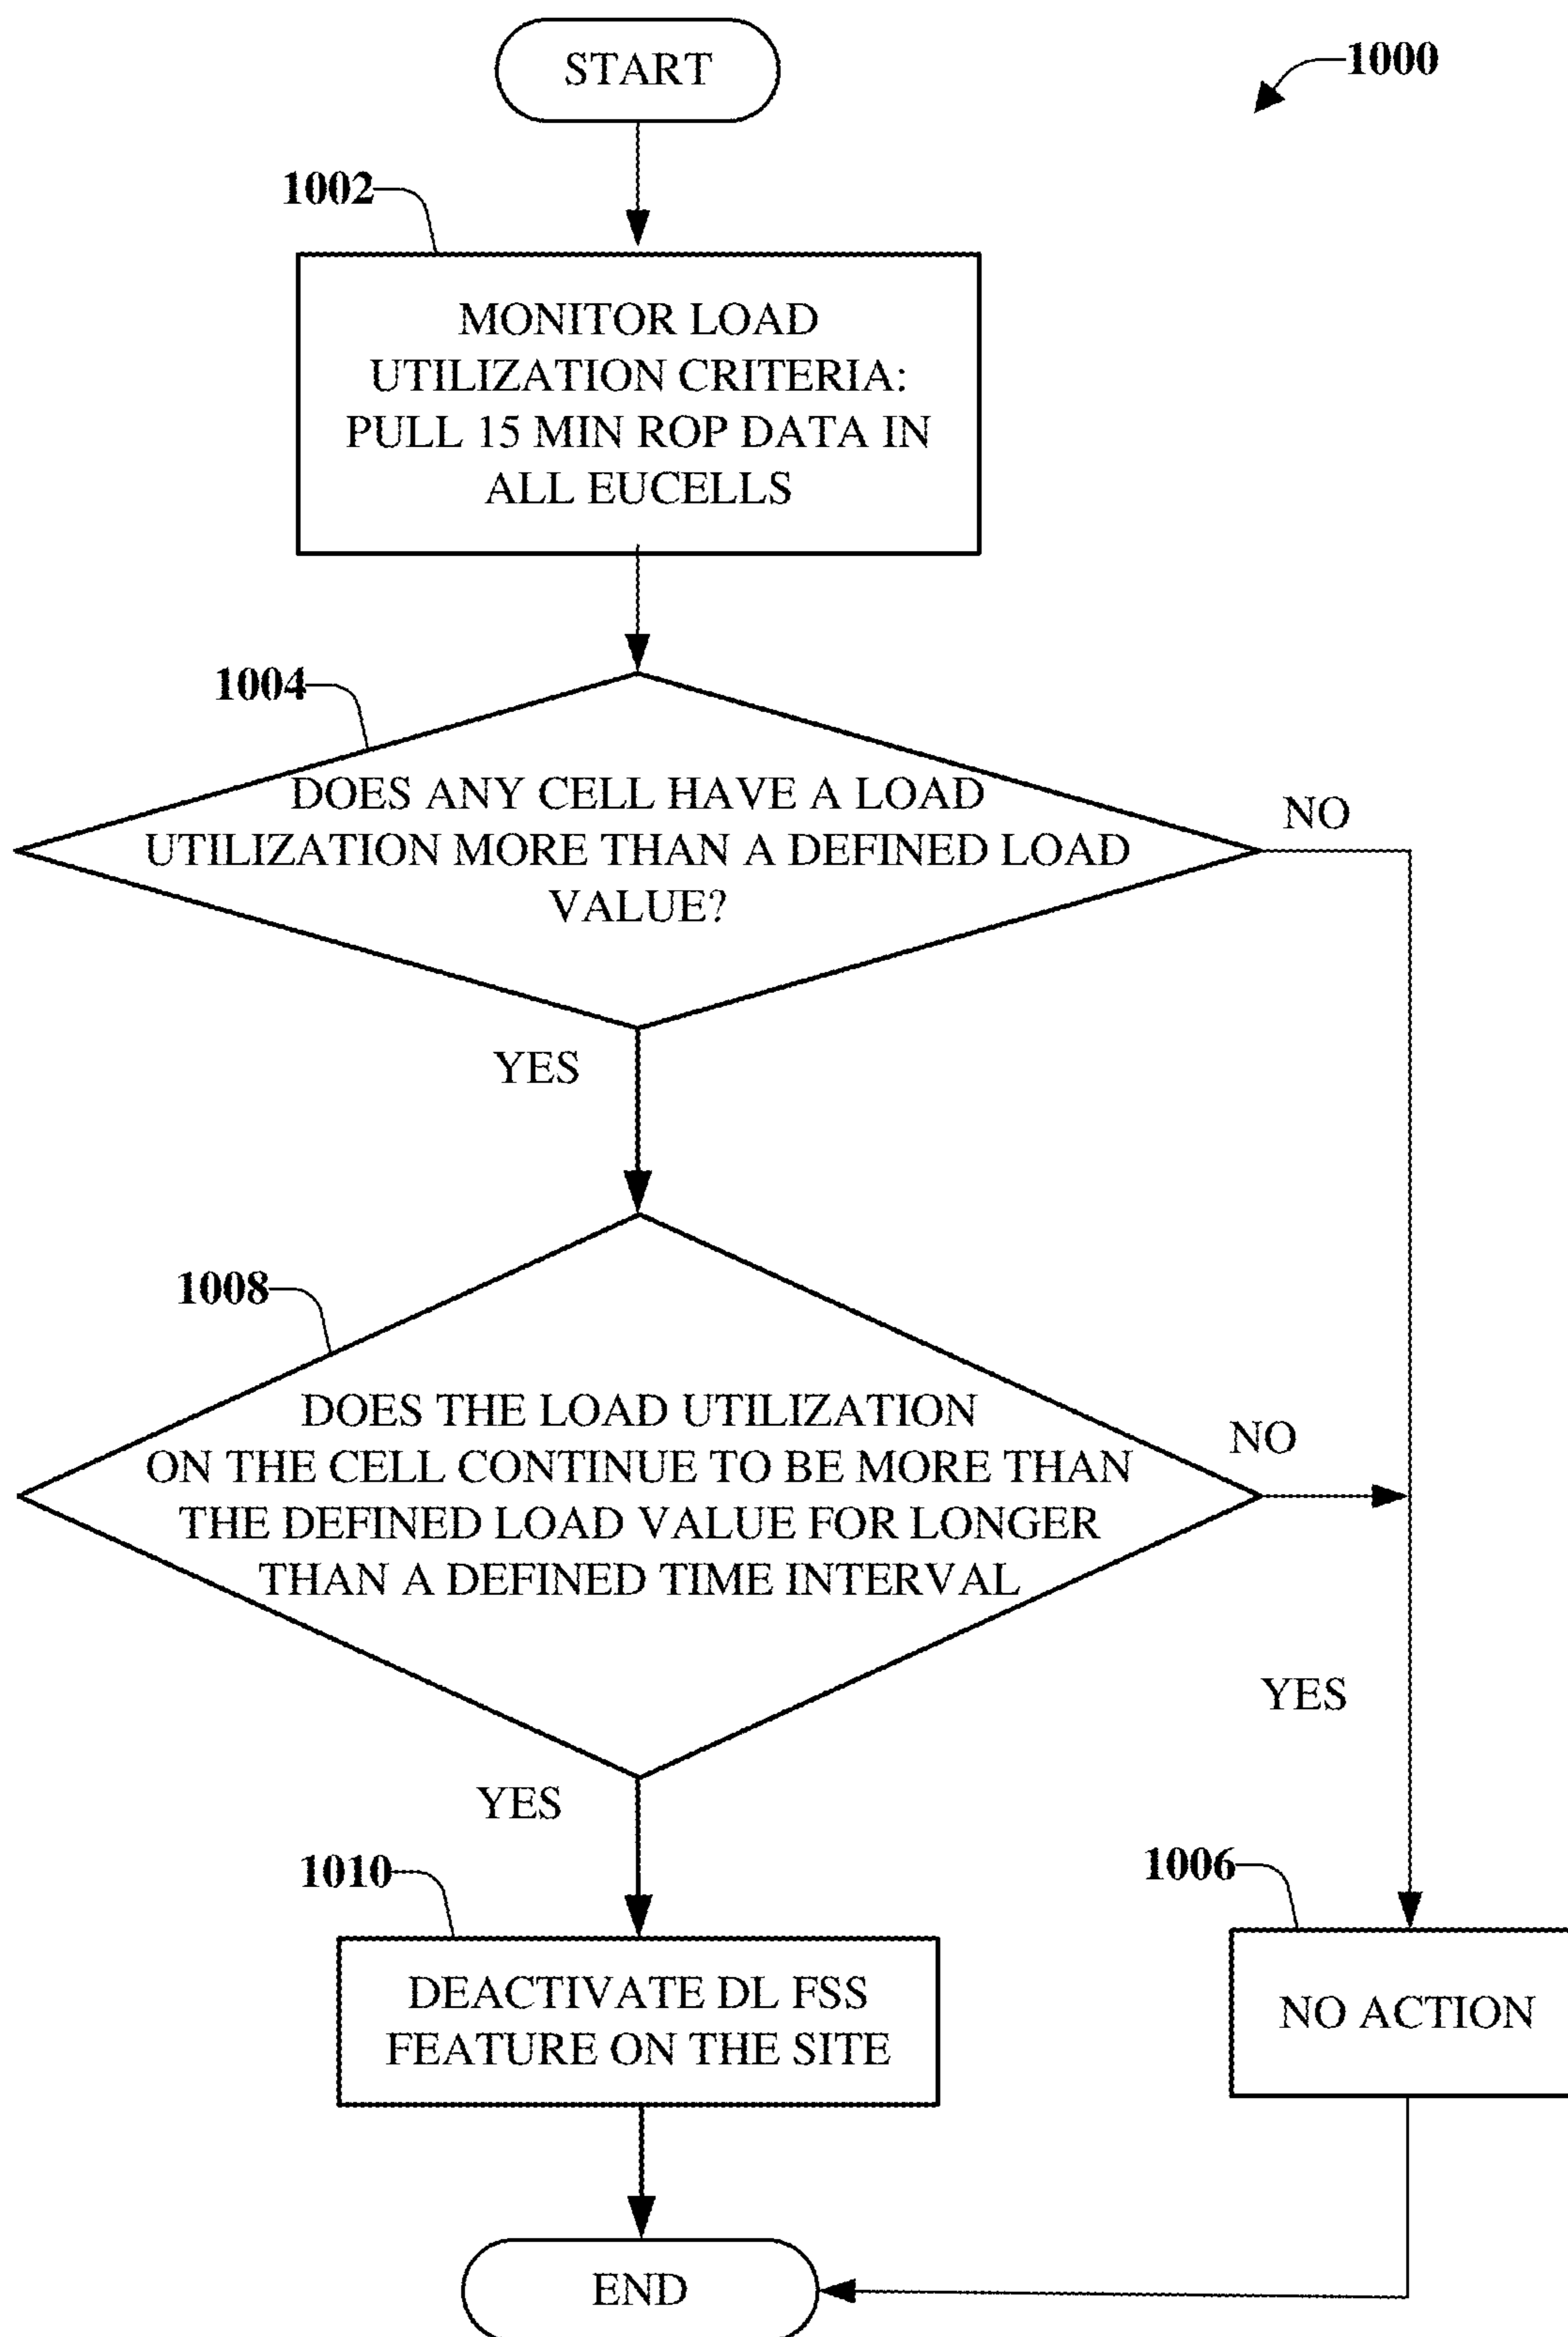 START
1000
1002
MONITOR LOAD
UTILIZATION CRITERIA:
PULL 15 MIN ROP DATA IN
ALL EUCELLS
1004
DOES ANY CELL HAVE A LOAD
UTILIZATION MORE THAN A DEFINED LOAD
VALUE?
NO
YES
1008
DOES THE LOAD UTILIZATION
ON THE CELL CONTINUE TO BE MORE THAN
THE DEFINED LOAD VALUE FOR LONGER
THAN A DEFINED TIME INTERVAL
NO
YES
YES
1010
DEACTIVATE DL FSS
FEATURE ON THE SITE
1006
NO ACTION
END